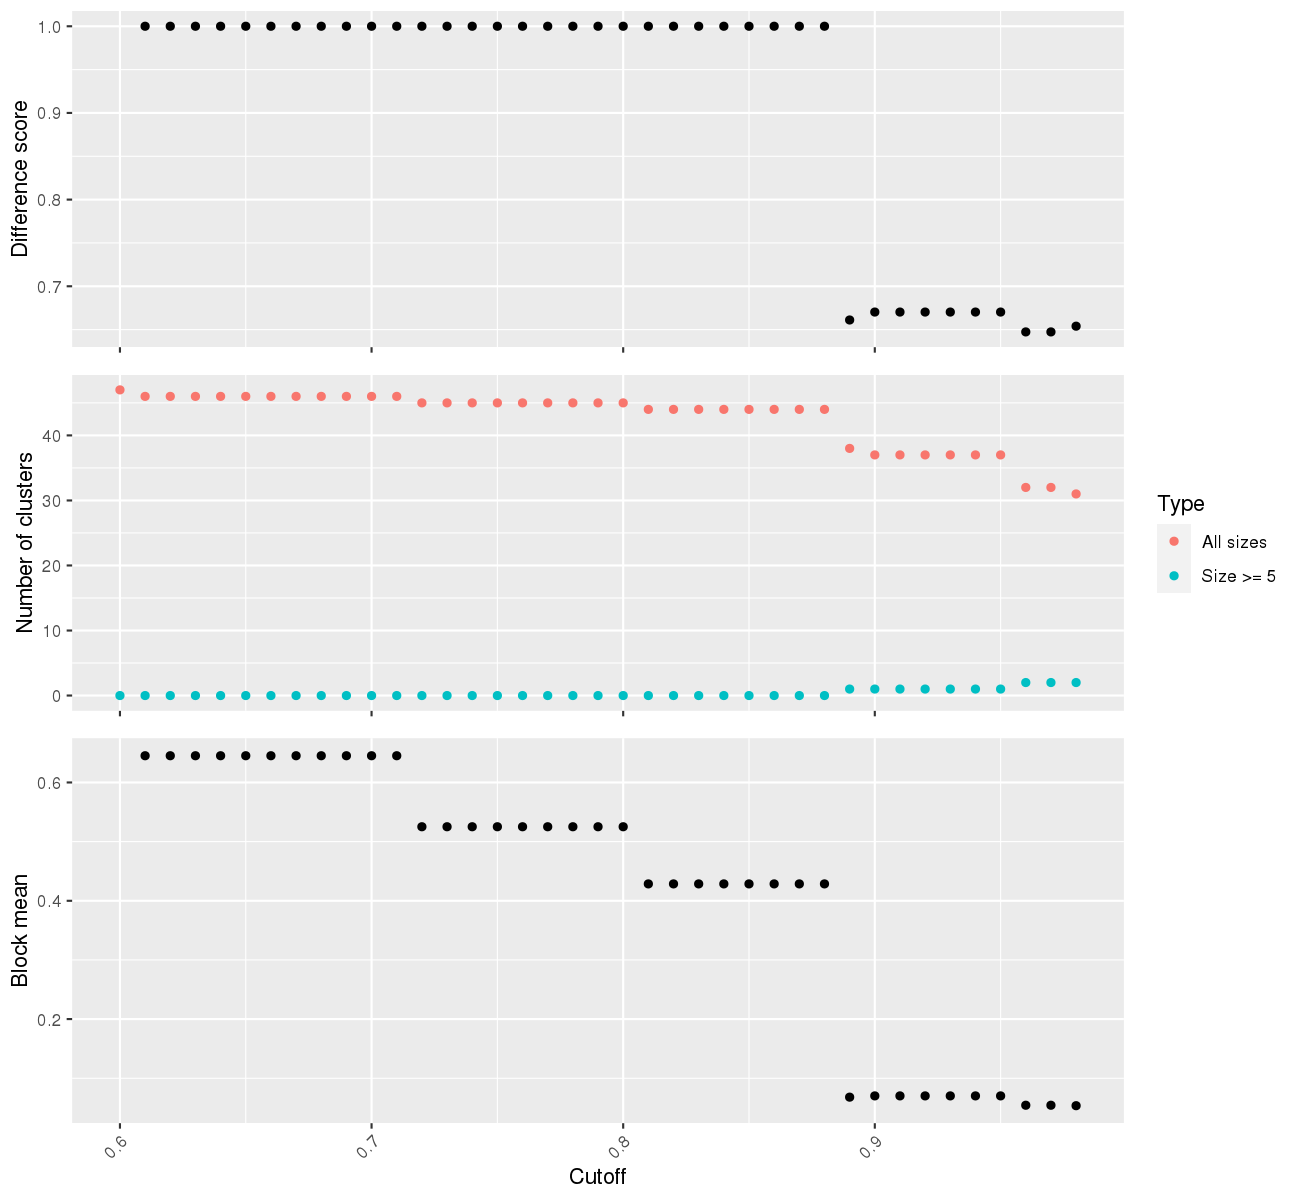 Difference score
1.0
0.9
0.8
0.7
Number of clusters
40
30
20
10
0
Type
All sizes
Size >= 5
Block mean
0.6
0.4
0.2
0.6
0.7
0.8
0.9
Cutoff